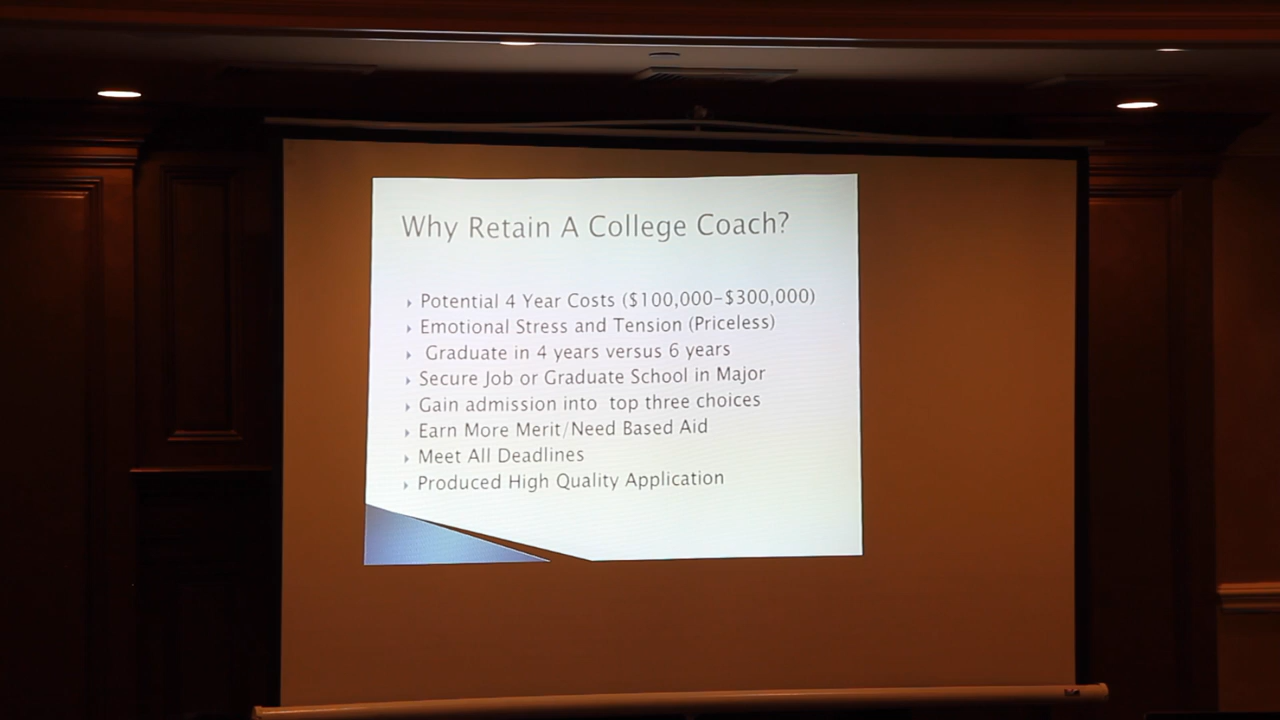 Why Retain A College Coach?
Potential 4 Year Costs ($100,000-$300,000)
Emotional Stress and Tension (Priceless)
Graduate in 4 years versus 6 years
Secure Job or Graduate School in Major
Gain admission into top three choices
Earn More Merit/Need Based Aid
Meet All Deadlines
Produced High Quality Application